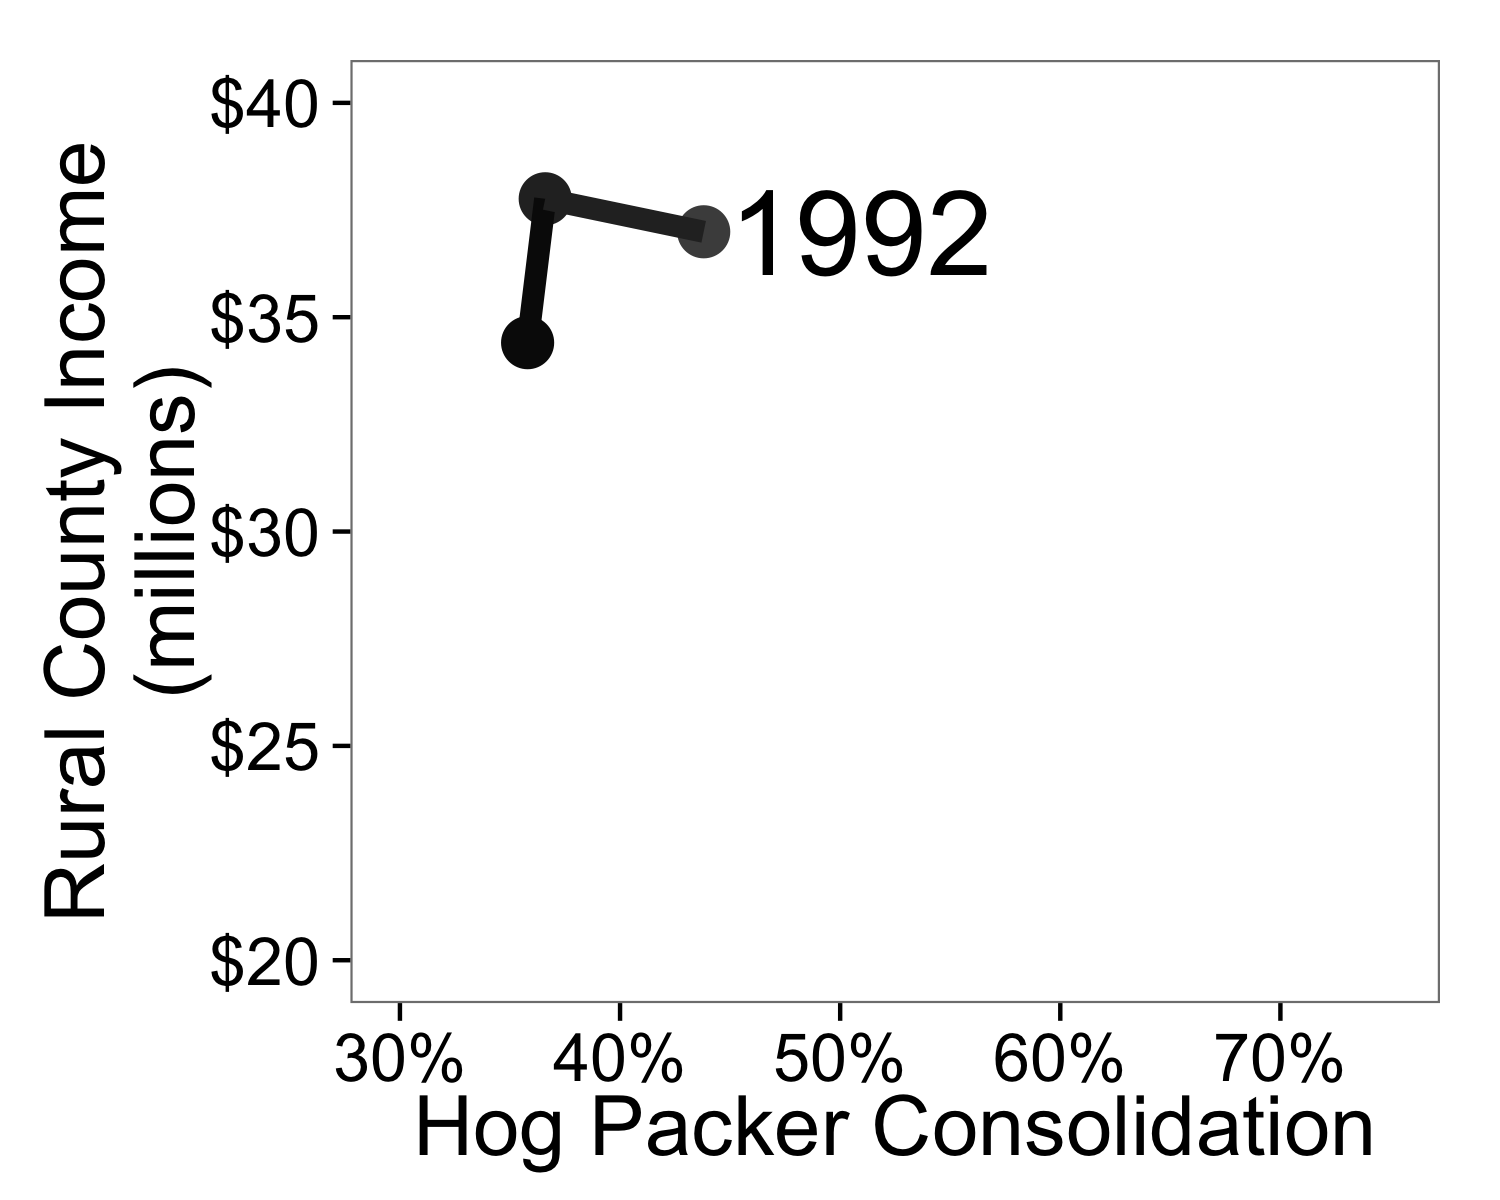 Rural County Income
(millions)
$40
$35
$30
$25
$20
1992
30% 40% 50% 60% 70%
Hog Packer Consolidation